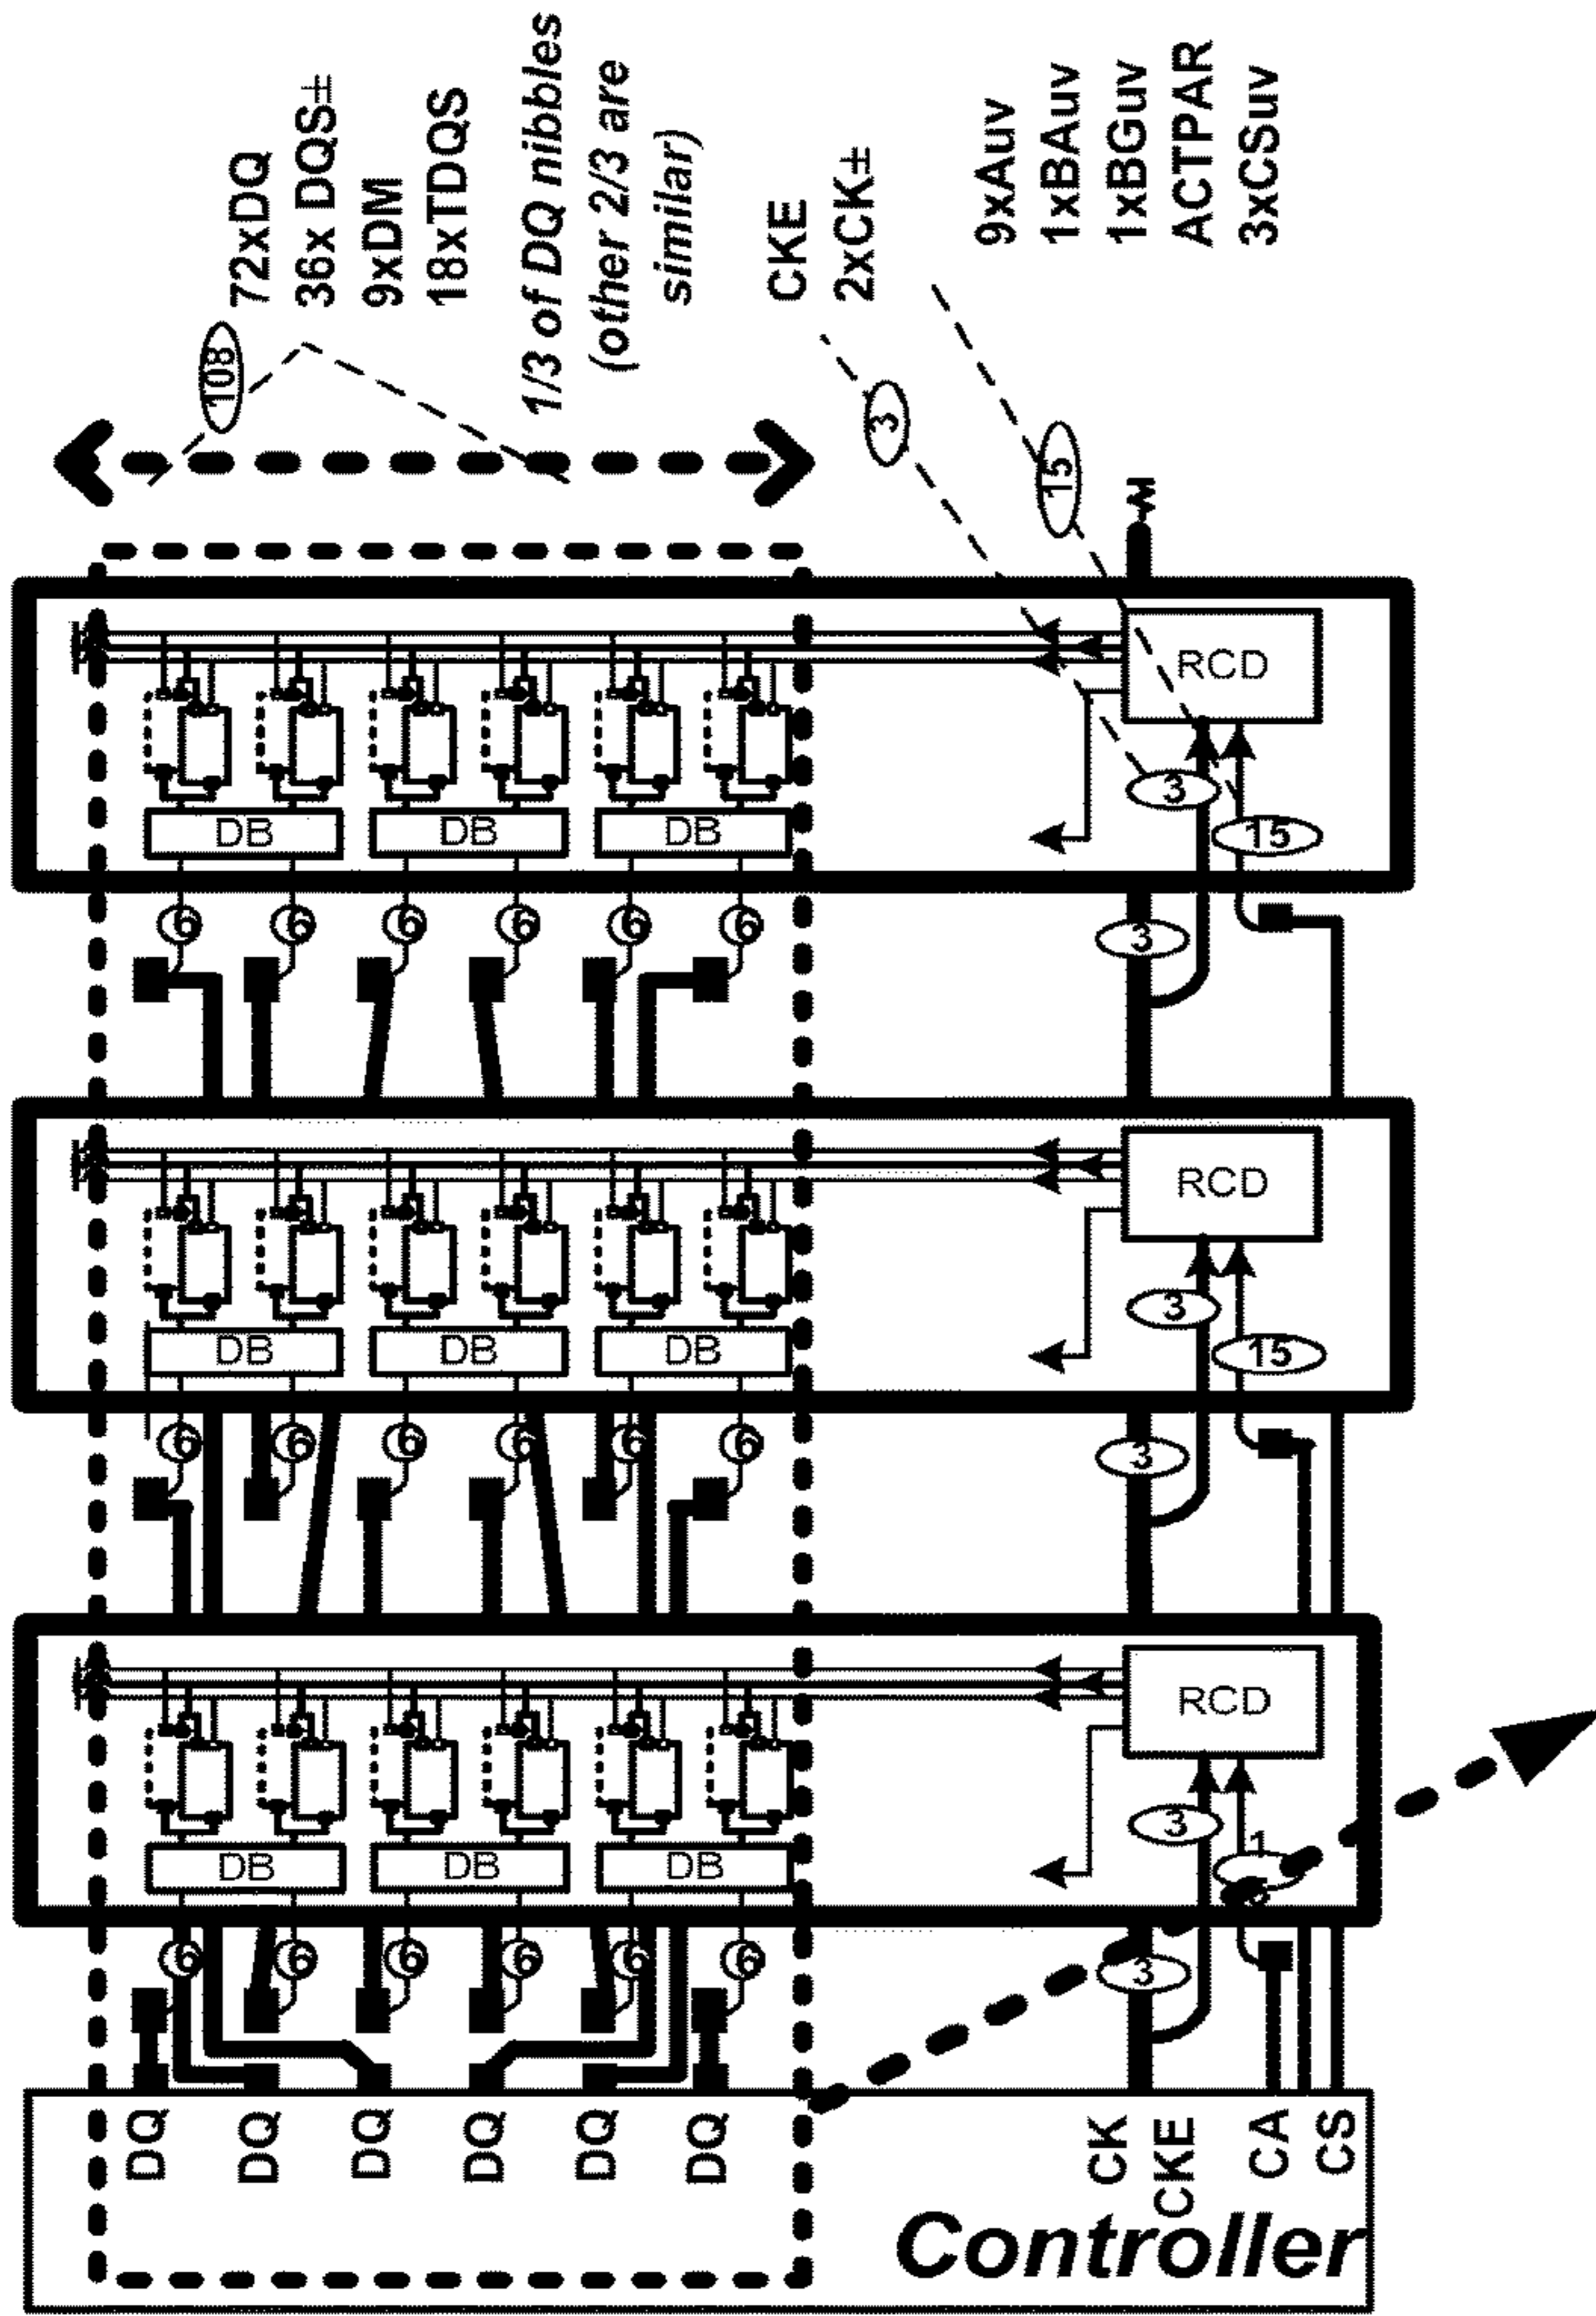 108
72xDQ
36x DQS±
9xDM
18xTDQS
1/3 of DQ nibbles
(other 2/3 are
similar)
3
CKE
2xCK±
15
9xAuv
1xBAuv
1xBGuv
ACTPAR
3xCSuv
RCD
DB
DB
DB
3
15
6
6
6
6
6
6
3
RCD
DB
DB
DB
3
15
6
6
6
6
6
6
3
RCD
DB
DB
DB
3
1
5
6
6
6
6
6
6
3
DQ
DQ
DQ
DQ
DQ
DQ
CK
CKE
CA
CS
Controller